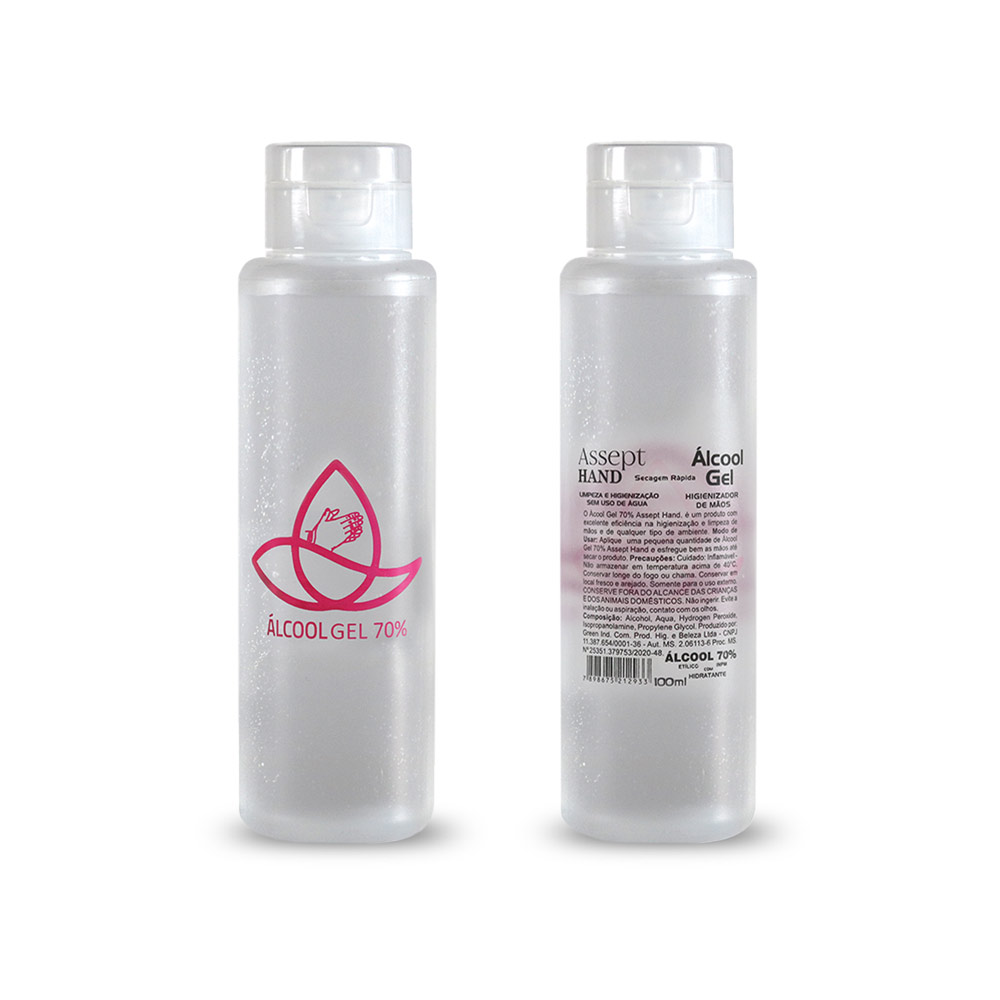 ÁLCOOL GEL 70%
Assept
HAND
Secagem Rápida
Álcool
Gel
LIMPEZA E HIGIENIZAÇÃO
SEM USO DE ÁGUA
HIGIENIZADOR
DE MÃOS
O Ácool Gel 70% Assept Hand. é um produto com
excelente eficiência na higienização e limpeza de
mãos e de qualquer tipo de ambiente. Modo de
Usar: Aplique uma pequena quantidade de Álcool
Gel 70% Assept Hand e esfregue bem as mãos até
secar o produto. Precauções: Cuidado: Inflamável -
Não armazenar em temperatura acima de 40°C.
Conservar longe do fogo ou chama. Conservar em
local fresco e arejado. Somente para o uso externo.
CONSERVE FORA DO ALCANCE DAS CRIANÇAS
E DOS ANIMAIS DOMÉSTICOS. Não ingerir. Evite a
inalação ou aspiração, contato com os olhos.
Composição: Alcohol, Aqua, Hydrogen Peroxide,
Isopropanolamine, Propylene Glycol. Produzido por:
Green Ind. Com. Prod. Hig. e Beleza Ltda - CNPJ
11.387.654/0001-36 - Aut. MS. 2.06113-6 Proc. MS.
N° 25351.379753/2020-48.
ÁLCOOL 70%
ETÍLICO COM INPM
HIDRATANTE
7 898675 212933
100ml